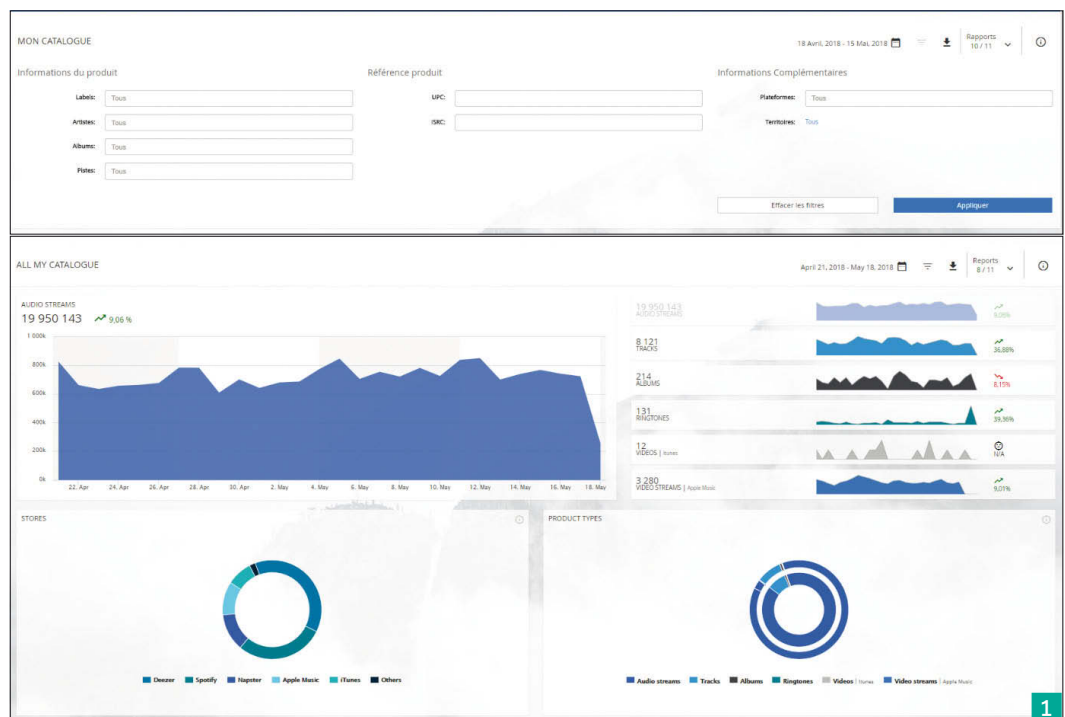 MON CATALOGUE
18 Avril, 2018 - 15 Mai, 2018
Rapports
10 / 11
Informations du produit
Référence produit
Informations Complémentaires
Labels: Tous
UPC:
Plateformes: Tous
Artistes: Tous
ISRC:
Territoires: Tous
Albums: Tous
Pistes: Tous
Effacer les filtres
Appliquer
ALL MY CATALOGUE
April 21, 2018 - May 18, 2018
Reports
8 / 11
AUDIO STREAMS
19 950 143 9,06 %
1 000k
800k
600k
400k
200k
0k
22. Apr 24. Apr 26. Apr 28. Apr 30. Apr 2. May 4. May 6. May 8. May 10. May 12. May 14. May 16. May 18. May
19 950 143
AUDIO STREAMS
9,06%
8 121
TRACKS
36,88%
214
ALBUMS
8,15%
131
RINGTONES
39,36%
12
VIDEOS | Itunes
N/A
3 280
VIDEO STREAMS | Apple Music
9,01%
STORES
Deezer Spotify Napster Apple Music iTunes Others
PRODUCT TYPES
Audio streams Tracks Albums Ringtones Videos | Itunes Video streams | Apple Music
1